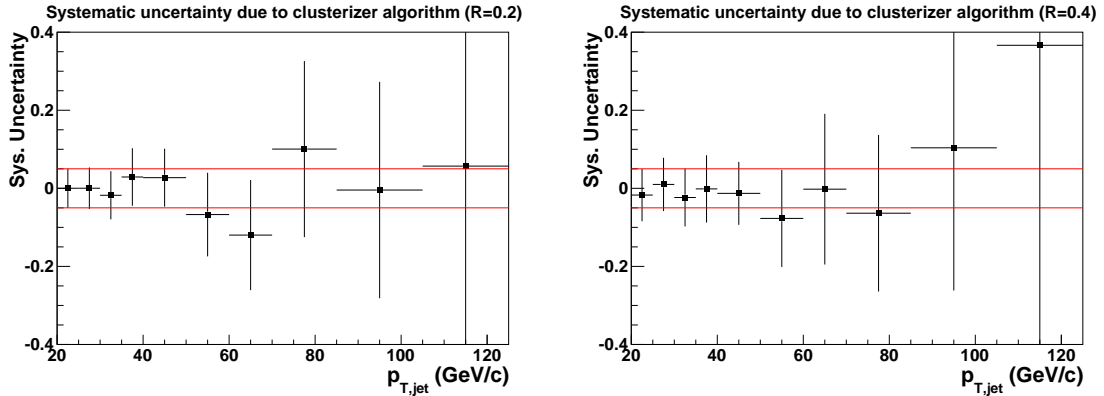 Systematic uncertainty due to clusterizer algorithm (R=0.2)
Sys. Uncertainty
0.4
0.2
0
-0.2
-0.4
20 40 60 80 100 120
p_T,jet (GeV/c)
Systematic uncertainty due to clusterizer algorithm (R=0.4)
Sys. Uncertainty
0.4
0.2
0
-0.2
-0.4
20 40 60 80 100 120
p_T,jet (GeV/c)